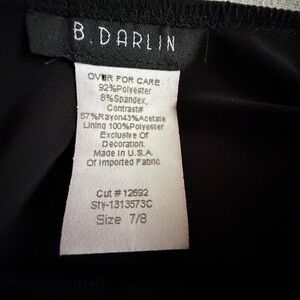 B.DARLIN
OVER FOR CARE
92%Polyester
8%Spandex,
Contrast#
57%Rayon43%Acetate
Lining 100%Polyester
Exclusive Of
Decoration.
Made in U.S.A.
Of Imported Fabric
Cut # 12692
Sty-1313573C
Size 7/8